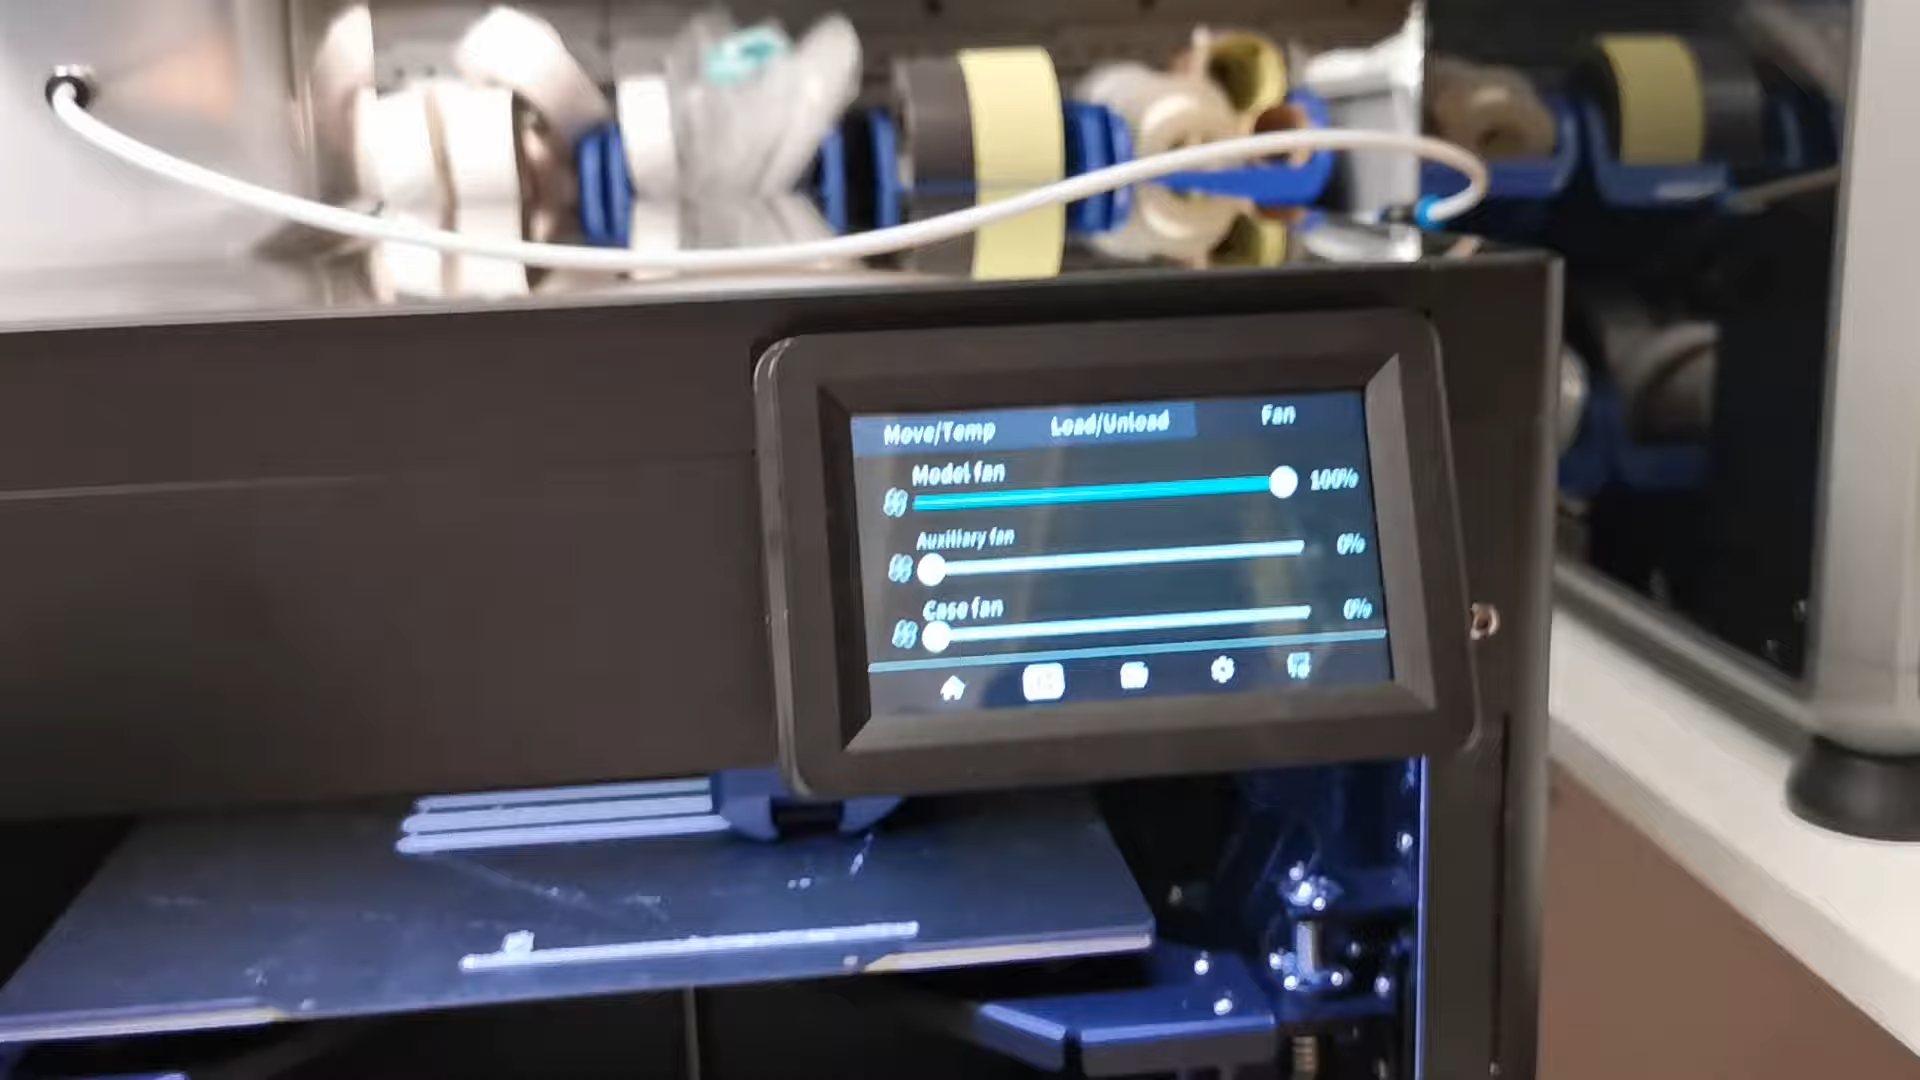 Move/Temp Load/Unload Fan
Model fan
100%
Auxiliary fan
0%
Case fan
0%